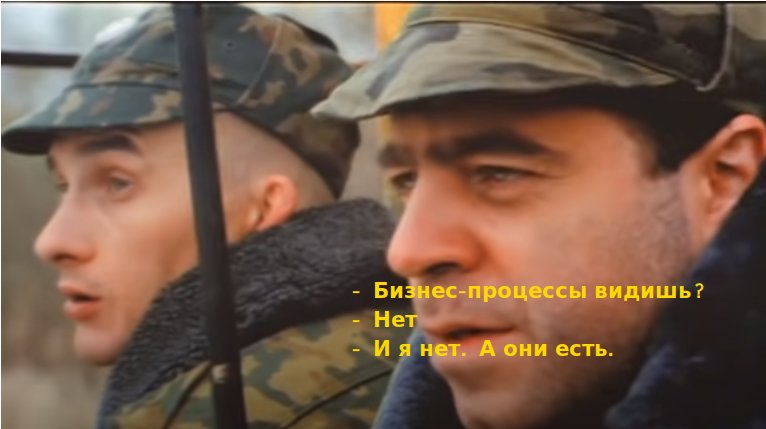 - Бизнес-процессы видишь?
- Нет
- И я нет. А они есть.